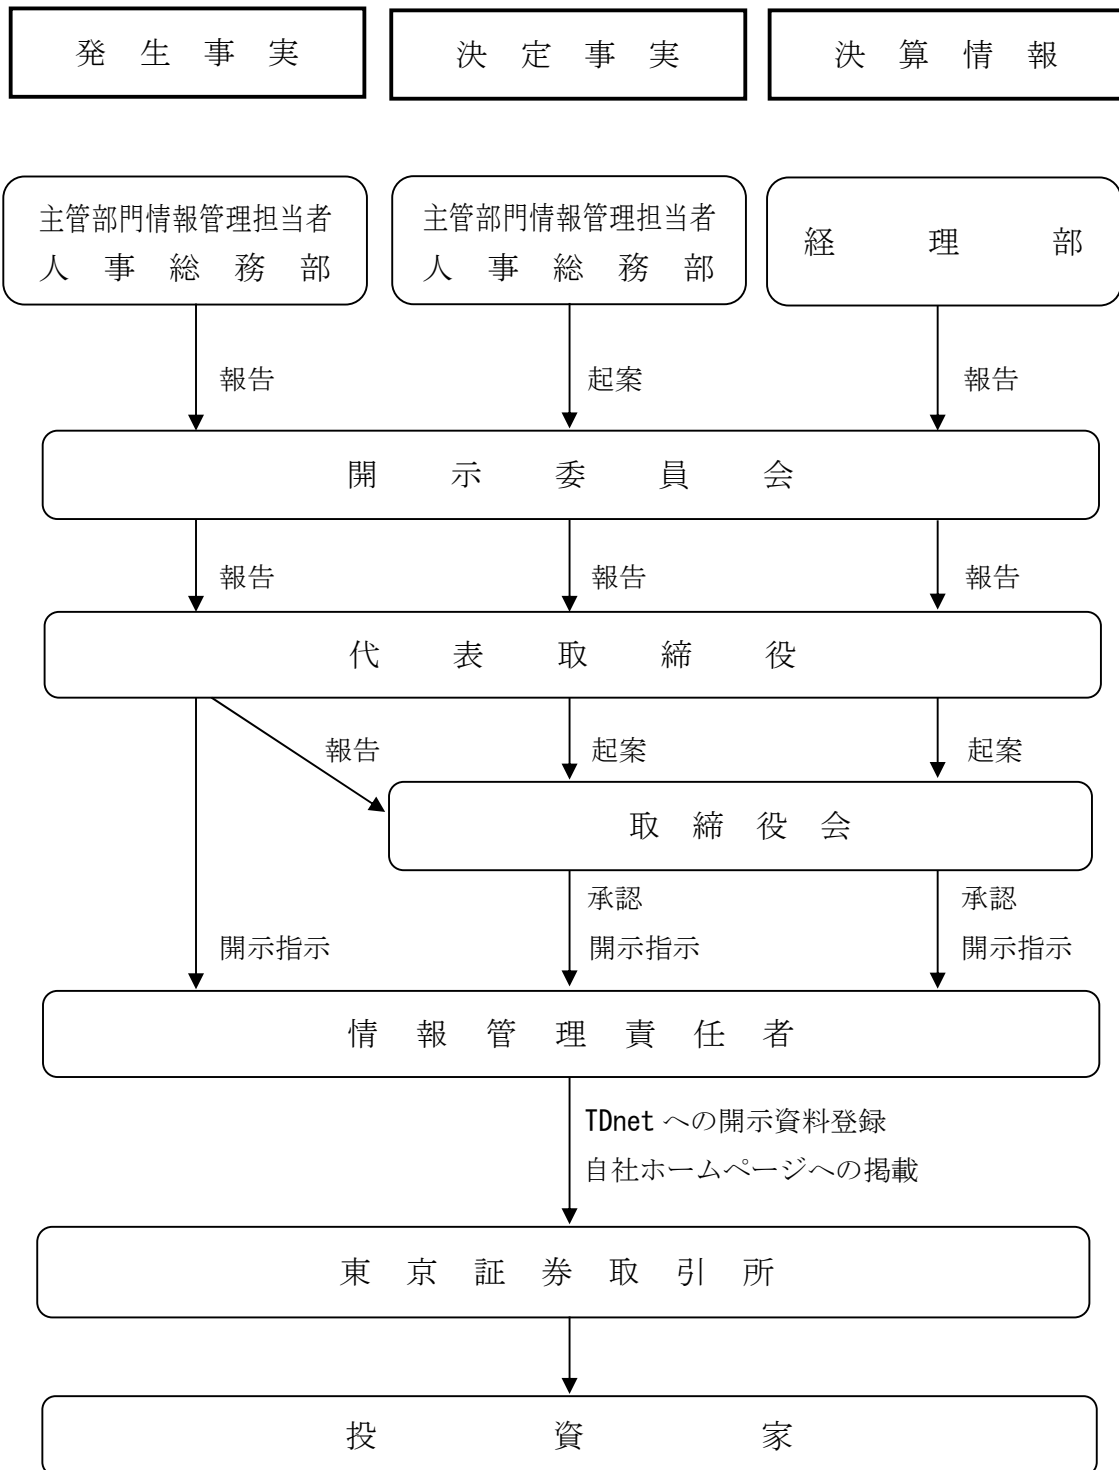 発生事実
決定事実
決算情報
主管部門情報管理担当者
人事総務部
主管部門情報管理担当者
人事総務部
経理部
報告
起案
報告
開示委員会
報告
報告
報告
代表取締役
報告
起案
起案
取締役会
承認
承認
開示指示
開示指示
開示指示
情報管理責任者
TDnet への開示資料登録
自社ホームページへの掲載
東京証券取引所
投資家